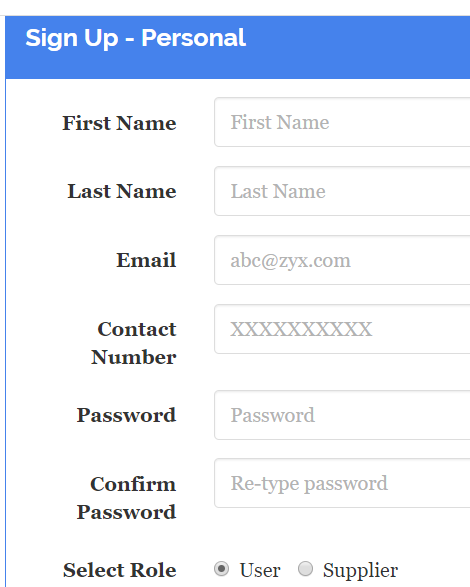 Sign Up - Personal
First Name First Name
Last Name Last Name
Email abc@zyx.com
Contact Number XXXXXXXXXX
Password Password
Confirm Password Re-type password
Select Role User Supplier